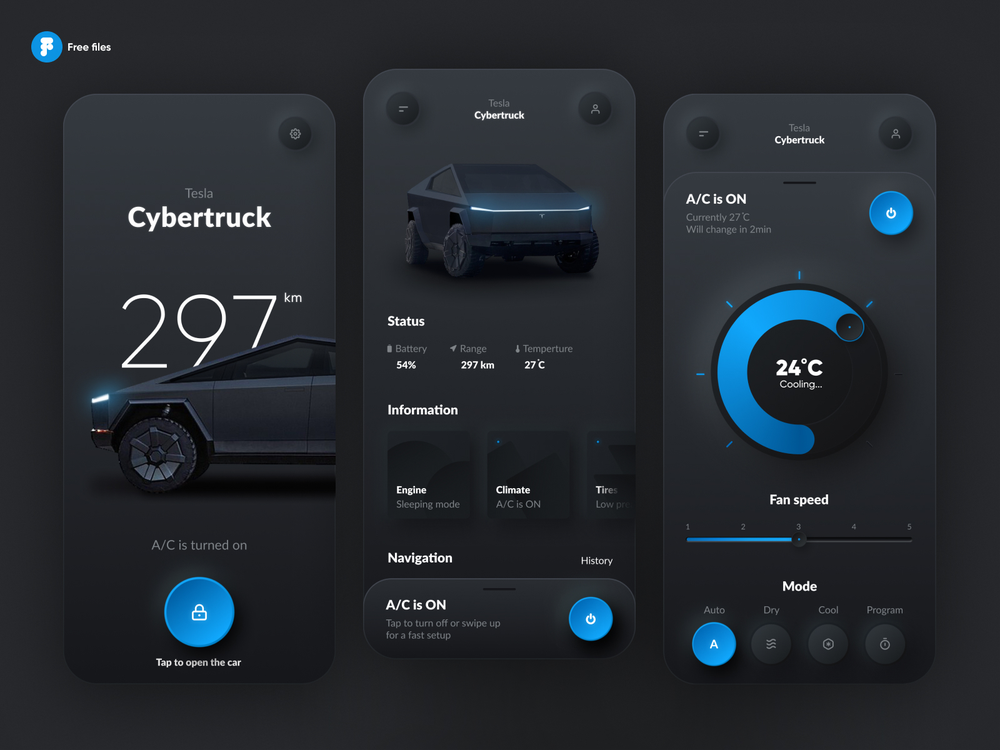 Free files
Tesla
Cybertruck
297 km
A/C is turned on
Tap to open the car
Tesla
Cybertruck
Status
Battery Range Temperture
54% 297 km 27°C
Information
Engine Climate Tires
Sleeping mode A/C is ON Low pre
Navigation History
A/C is ON
Tap to turn off or swipe up
for a fast setup
Tesla
Cybertruck
A/C is ON
Currently 27°C
Will change in 2min
24°C
Cooling...
Fan speed
1 2 3 4 5
Mode
Auto Dry Cool Program
A